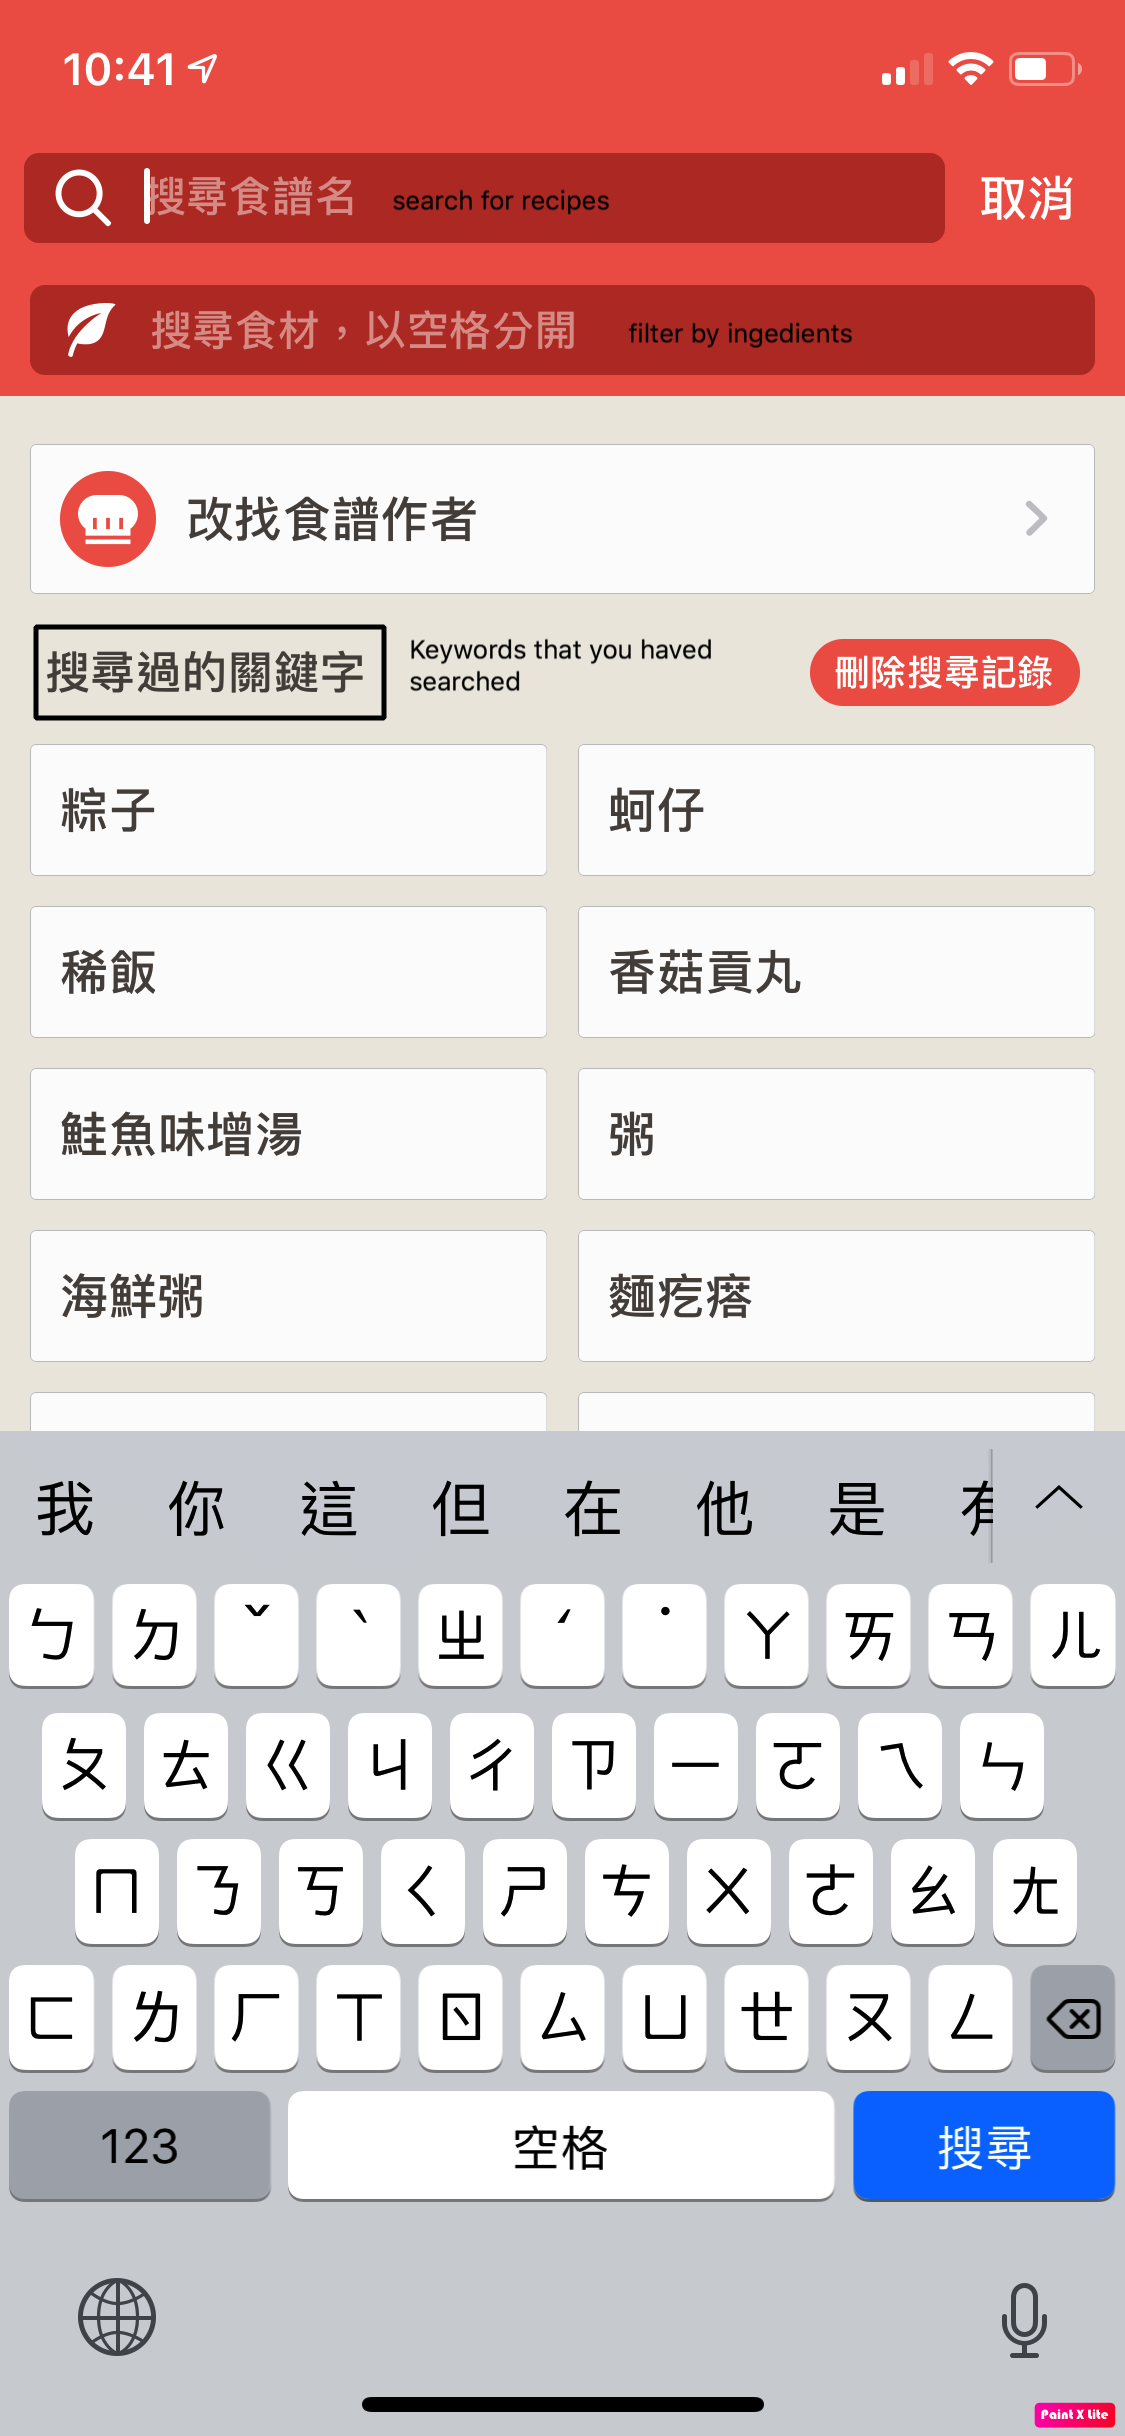 10:41
搜尋食譜名 search for recipes
取消
搜尋食材，以空格分開 filter by ingedients
改找食譜作者
搜尋過的關鍵字
Keywords that you haved
searched
刪除搜尋記錄
粽子
蚵仔
稀飯
香菇貢丸
鮭魚味增湯
粥
海鮮粥
麵疙瘩
我 你 這 但 在 他 是 有
ㄅ ㄉ ˇ ˋ ㄓ ˊ ˙ ㄚ ㄞ ㄢ ㄦ
ㄆ ㄊ ㄍ ㄐ ㄔ ㄗ ㄧ ㄛ ㄟ ㄣ
ㄇ ㄋ ㄎ ㄑ ㄕ ㄘ ㄨ ㄜ ㄠ ㄤ
ㄈ ㄌ ㄏ ㄒ ㄖ ㄙ ㄩ ㄝ ㄡ ㄥ
123 空格 搜尋
Paint X Lite